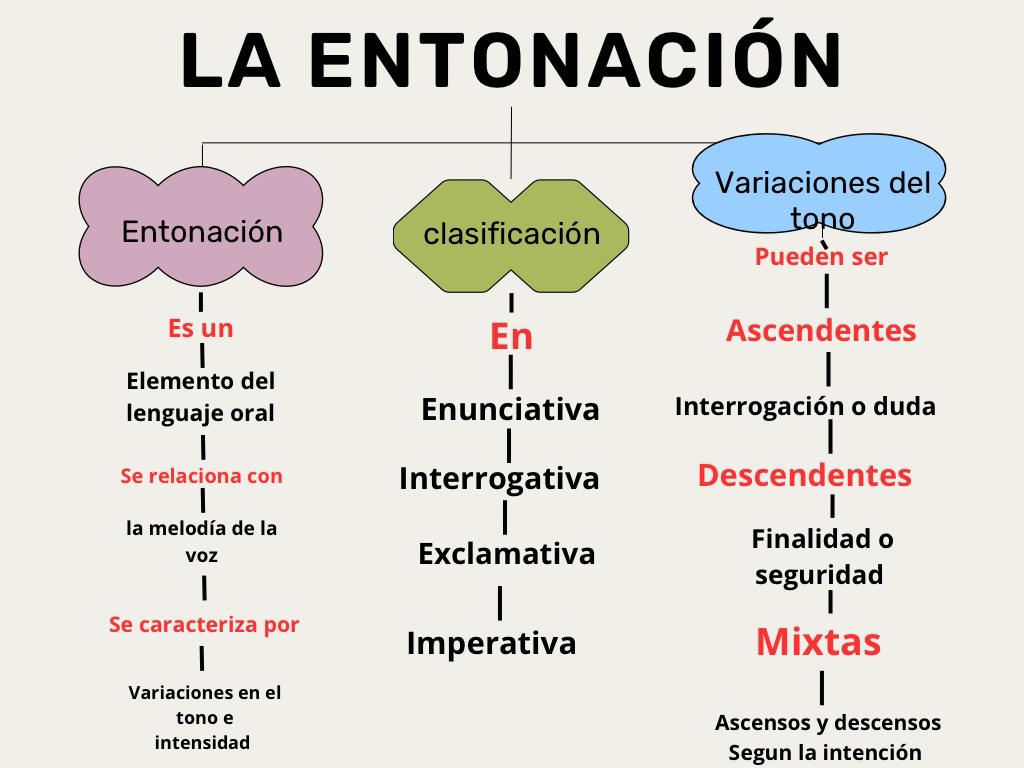 LA ENTONACIÓN
Entonación
Es un
Elemento del
lenguaje oral
Se relaciona con
la melodía de la
voz
Se caracteriza por
Variaciones en el
tono e
intensidad
clasificación
En
Enunciativa
Interrogativa
Exclamativa
Imperativa
Variaciones del
tono
Pueden ser
Ascendentes
Interrogación o duda
Descendentes
Finalidad o
seguridad
Mixtas
Ascensos y descensos
Segun la intención